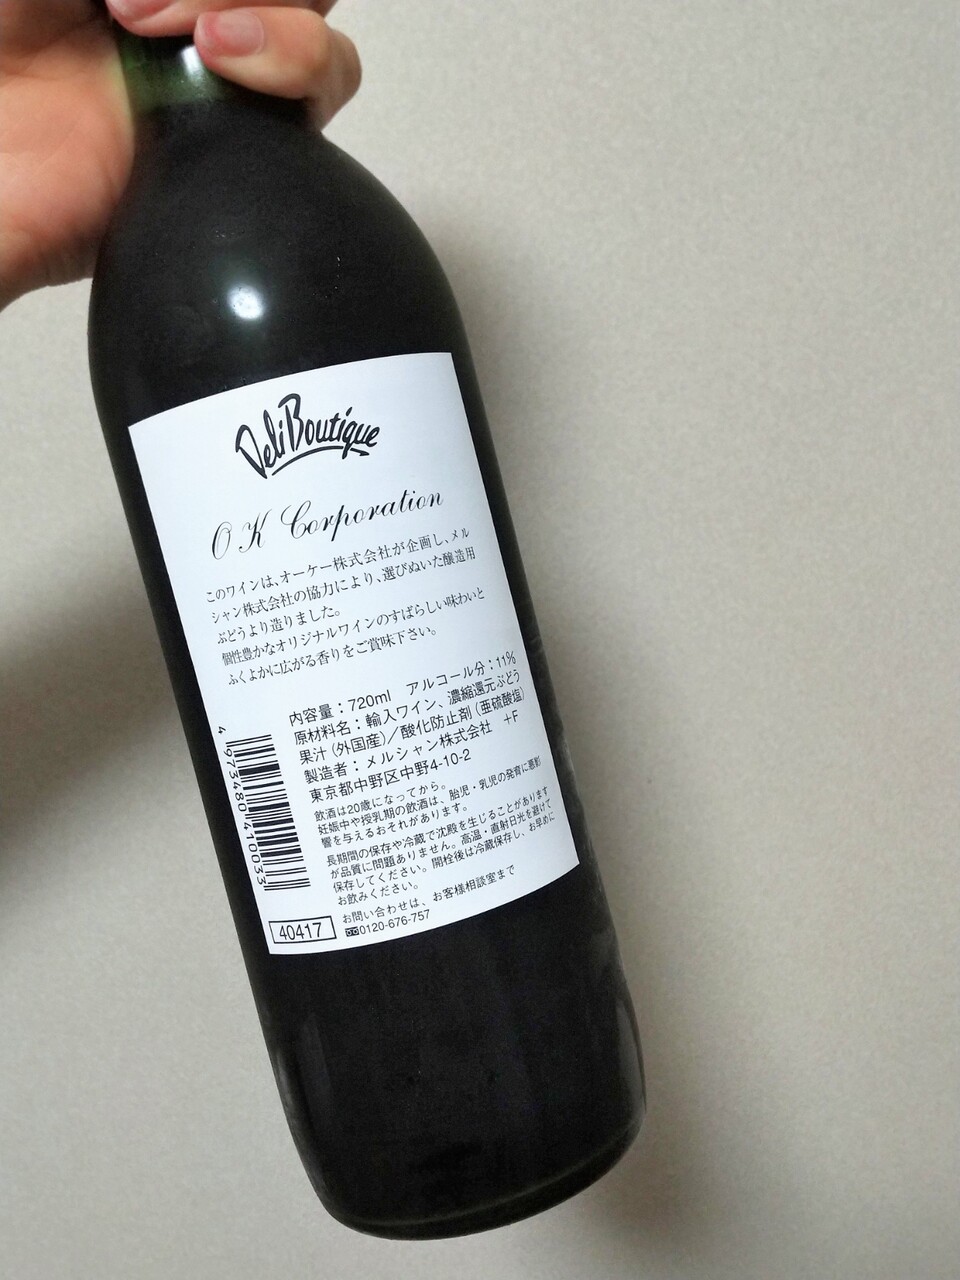 DeliBoutique
OK Corporation
このワインは、オーケー株式会社が企画し、メル
シャン株式会社の協力により、選びぬいた醸造用
ぶどうより造りました。
個性豊かなオリジナルワインのすばらしい味わいと
ふくよかに広がる香りをご賞味下さい。
内容量：720ml　アルコール分：11%
原材料名：輸入ワイン、濃縮還元ぶどう
果汁（外国産）／酸化防止剤（亜硫酸塩）
製造者：メルシャン株式会社　+F
東京都中野区中野4-10-2
飲酒は20歳になってから。
妊娠中や授乳期の飲酒は、胎児・乳児の発育に悪影
響を与えるおそれがあります。
長期間の保存や冷蔵で沈殿を生じることがあります
が品質に問題ありません。高温・直射日光を避けて
保存してください。開栓後は冷蔵保存し、お早めに
お飲みください。
お問い合わせは、お客様相談室まで
0120-676-757
4 973480 410033
40417